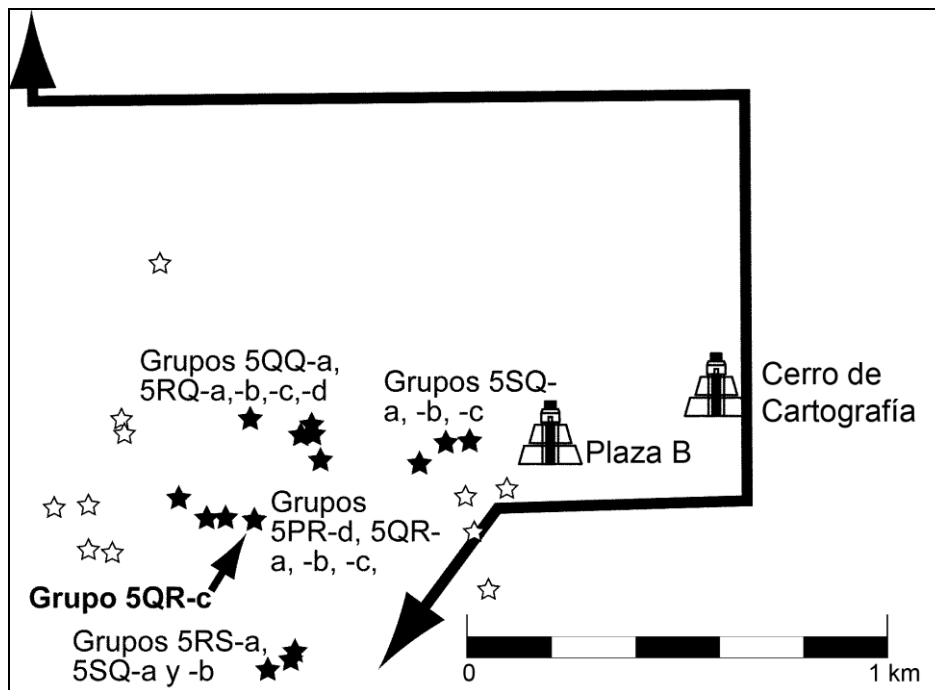 Grupos 5QQ-a,
5RQ-a,-b,-c,-d
Grupos 5SQ-
a, -b, -c
Cerro de
Cartografía
Plaza B
Grupos
5PR-d, 5QR-
a, -b, -c,
Grupo 5QR-c
Grupos 5RS-a,
5SQ-a y -b
0
1 km